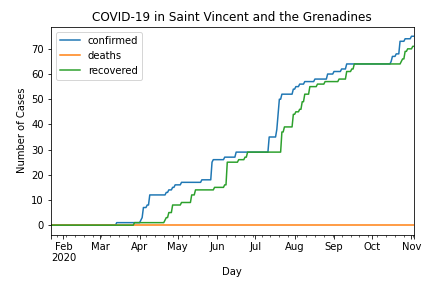 COVID-19 in Saint Vincent and the Grenadines
confirmed
deaths
recovered
Number of Cases
70
60
50
40
30
20
10
0
Feb Mar Apr May Jun Jul Aug Sep Oct Nov
2020
Day